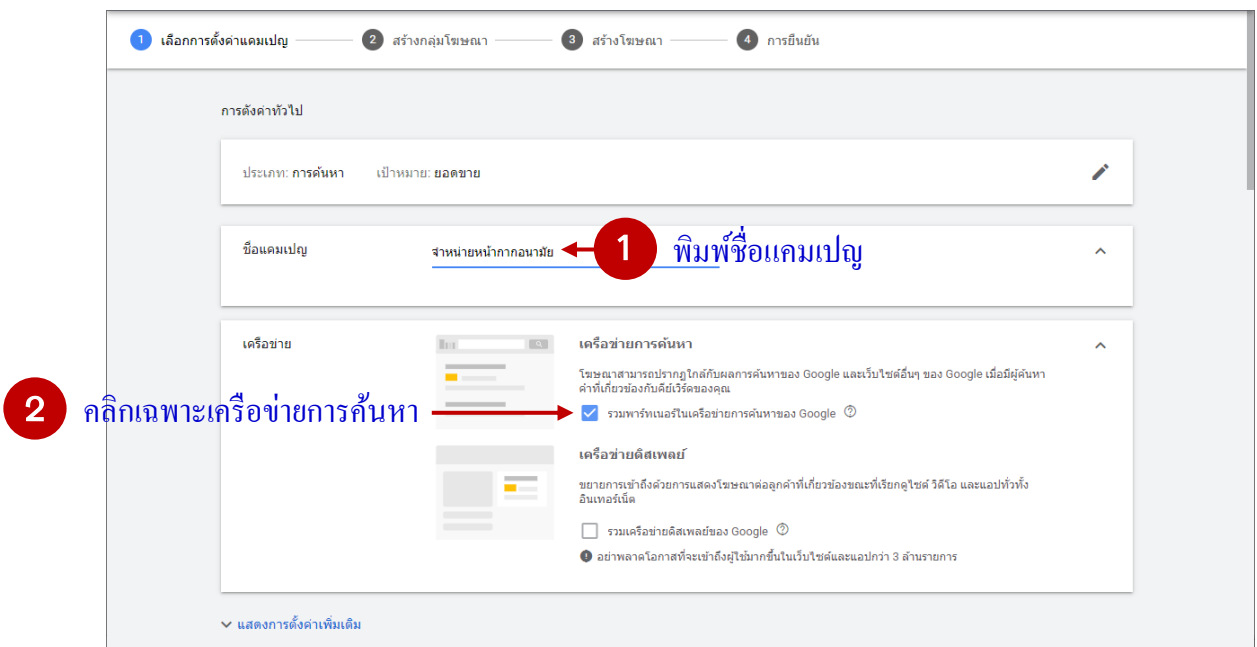 1 เลือกการตั้งค่าแคมเปญ 2 สร้างกลุ่มโฆษณา 3 สร้างโฆษณา 4 การยืนยัน
การตั้งค่าทั่วไป
ประเภท: การค้นหา เป้าหมาย: ยอดขาย
ชื่อแคมเปญ จำหน่ายหน้ากากอนามัย 1 พิมพ์ชื่อแคมเปญ
เครือข่าย เครือข่ายการค้นหา
โฆษณาสามารถปรากฏใกล้กับผลการค้นหาของ Google และเว็บไซต์อื่นๆ ของ Google เมื่อมีผู้ค้นหา
คำที่เกี่ยวข้องกับคีย์เวิร์ดของคุณ
2 คลิกเฉพาะเครือข่ายการค้นหา รวมพาร์ทเนอร์ในเครือข่ายการค้นหาของ Google
เครือข่ายดิสเพลย์
ขยายการเข้าถึงด้วยการแสดงโฆษณาต่อลูกค้าที่เกี่ยวข้องขณะที่เรียกดูไซต์ วิดีโอ และแอปทั่วทั้ง
อินเทอร์เน็ต
รวมเครือข่ายดิสเพลย์ของ Google
อย่าพลาดโอกาสที่จะเข้าถึงผู้ใช้มากขึ้นในเว็บไซต์และแอปกว่า 3 ล้านรายการ
แสดงการตั้งค่าเพิ่มเติม